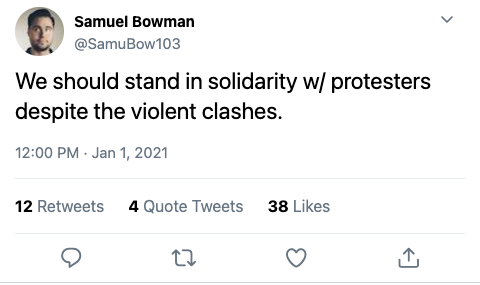 Samuel Bowman
@SamuBow103
We should stand in solidarity w/ protesters
despite the violent clashes.
12:00 PM · Jan 1, 2021
12 Retweets 4 Quote Tweets 38 Likes